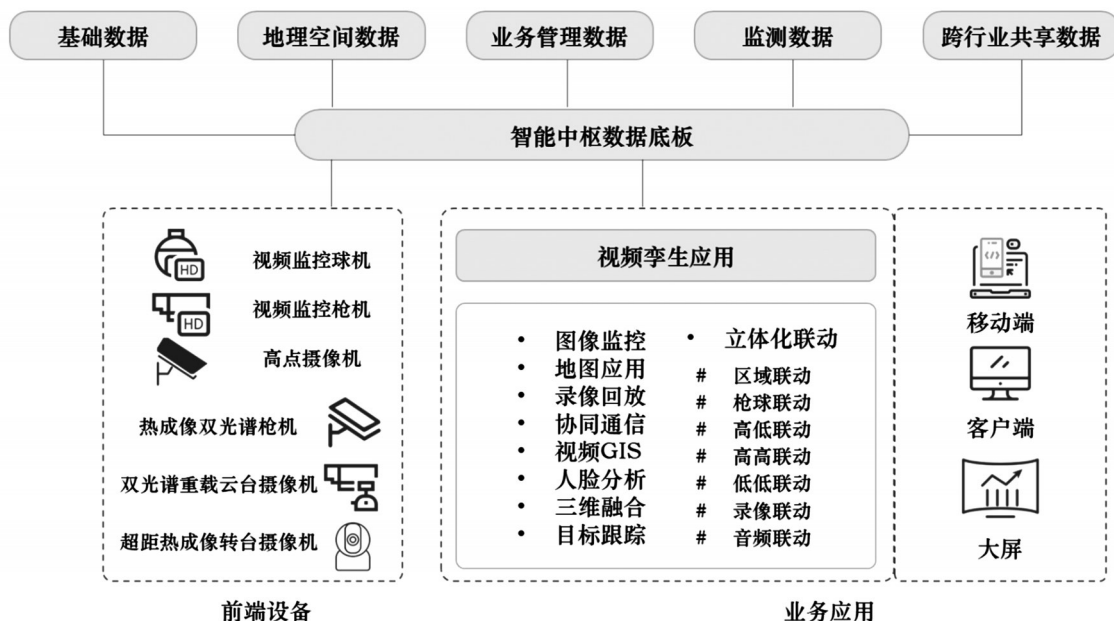 基础数据
地理空间数据
业务管理数据
监测数据
跨行业共享数据
智能中枢数据底板
HD
视频监控球机
HD
视频监控枪机
高点摄像机
热成像双光谱枪机
双光谱重载云台摄像机
超距热成像转台摄像机
前端设备
视频孪生应用
• 图像监控
• 地图应用
• 录像回放
• 协同通信
• 视频GIS
• 人脸分析
• 三维融合
• 目标跟踪
• 立体化联动
# 区域联动
# 枪球联动
# 高低联动
# 高高联动
# 低低联动
# 录像联动
# 音频联动
</>
移动端
客户端
大屏
业务应用